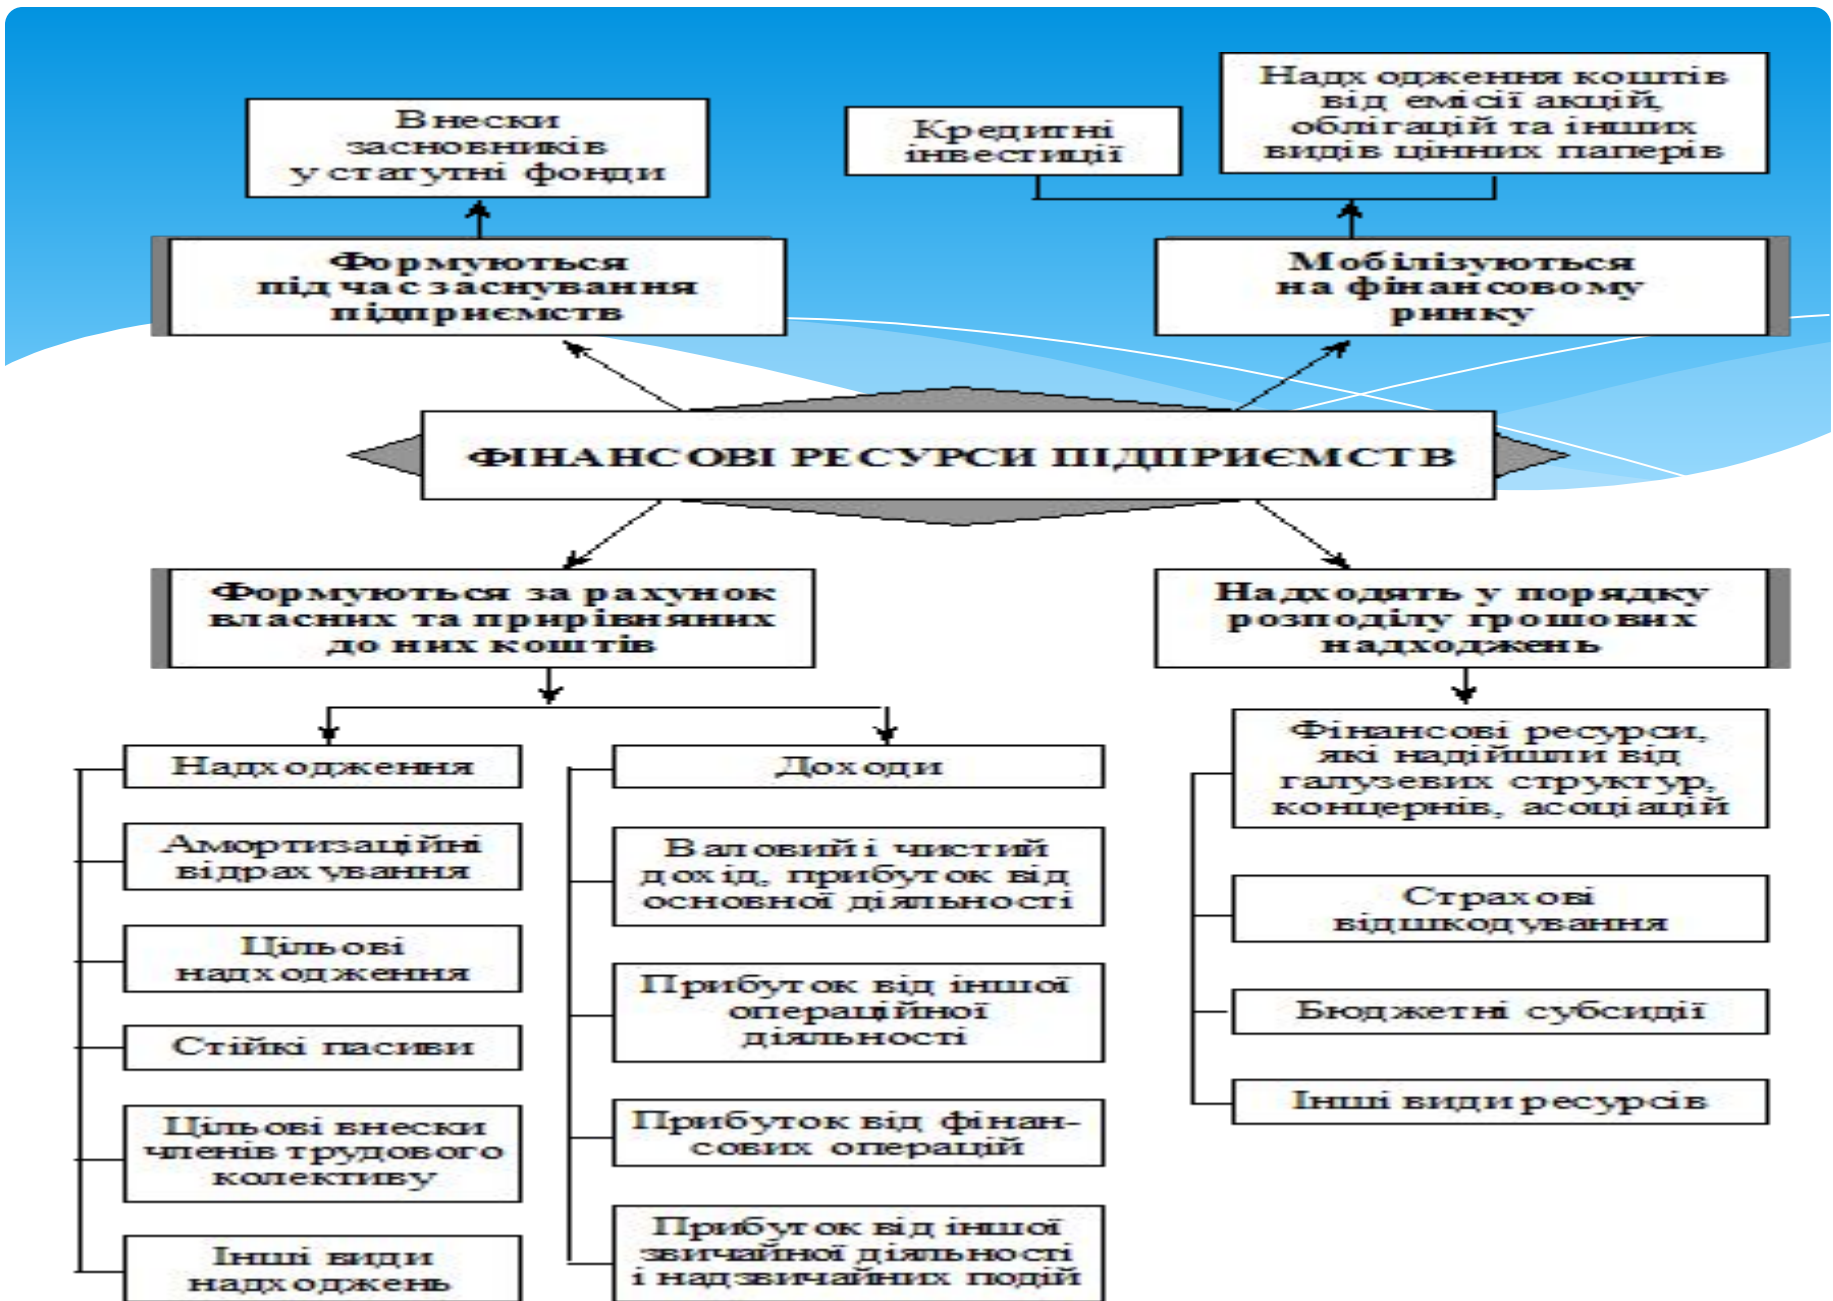 Внески
засновників
у статутні фонди
Кредитні
інвестиції
Надходження коштів
від емісії акцій,
облігацій та інших
видів цінних паперів
Формуються
під час заснування
підприємств
Мобілізуються
на фінансовому
ринку
ФІНАНСОВІ РЕСУРСИ ПІДПРИЄМСТВ
Формуються за рахунок
власних та прирівняних
до них коштів
Надходять у порядку
розподілу грошових
надходжень
Надходження
Амортизаційні
відрахування
Цільові
надходження
Стійкі пасиви
Цільові внески
членів трудового
колективу
Інші види
надходжень
Доходи
Валовий і чистий
дохід, прибуток від
основної діяльності
Прибуток від іншої
операційної
діяльності
Прибуток від фінан-
сових операцій
Прибуток від іншої
звичайної діяльності
і надзвичайних подій
Фінансові ресурси,
які надійшли від
галузевих структур,
концернів, асоціацій
Страхові
відшкодування
Бюджетні субсидії
Інші види ресурсів